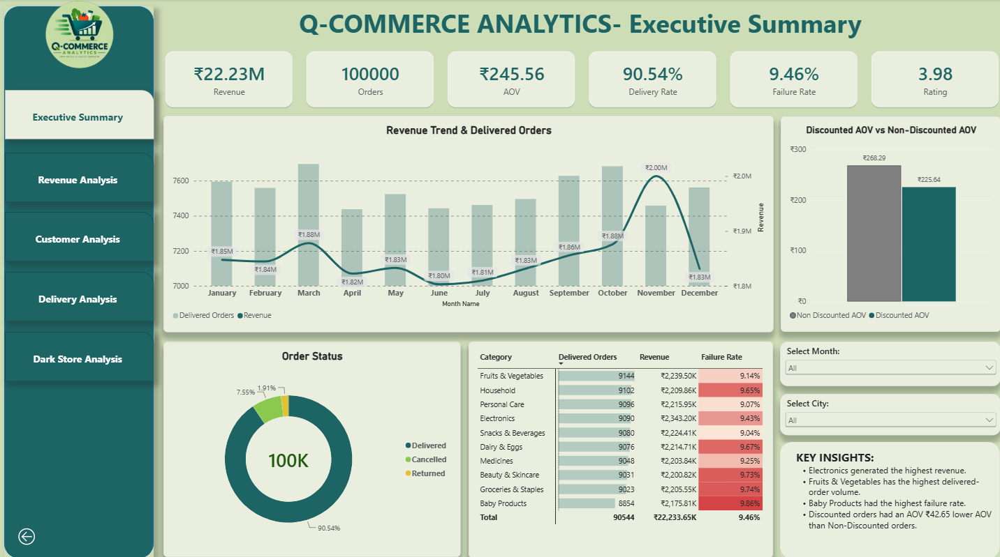 Q-COMMERCE
ANALYTICS
Q-COMMERCE ANALYTICS- Executive Summary
Executive Summary
Revenue Analysis
Customer Analysis
Delivery Analysis
Dark Store Analysis
₹22.23M
Revenue
100000
Orders
₹245.56
AOV
90.54%
Delivery Rate
9.46%
Failure Rate
3.98
Rating
Revenue Trend & Delivered Orders
7600
7400
7200
7000
₹2.0M
₹1.9M
₹1.8M
Revenue
₹1.85M
₹1.84M
₹1.88M
₹1.82M
₹1.83M
₹1.80M
₹1.81M
₹1.83M
₹1.86M
₹1.88M
₹2.00M
₹1.83M
January February March April May June July August September October November December
Month Name
Delivered Orders Revenue
Discounted AOV vs Non-Discounted AOV
₹300
₹200
₹100
₹0
₹268.29
₹225.64
Non Discounted AOV Discounted AOV
Order Status
7.55%
1.91%
100K
90.54%
Delivered
Cancelled
Returned
Category Delivered Orders Revenue Failure Rate
Fruits & Vegetables 9144 ₹2,239.50K 9.14%
Household 9102 ₹2,209.86K 9.65%
Personal Care 9096 ₹2,215.95K 9.07%
Electronics 9090 ₹2,343.20K 9.43%
Snacks & Beverages 9080 ₹2,224.41K 9.04%
Dairy & Eggs 9076 ₹2,214.71K 9.67%
Medicines 9048 ₹2,203.84K 9.25%
Beauty & Skincare 9031 ₹2,200.82K 9.73%
Groceries & Staples 9023 ₹2,205.55K 9.74%
Baby Products 8854 ₹2,175.81K 9.86%
Total 90544 ₹22,233.65K 9.46%
Select Month:
All
Select City:
All
KEY INSIGHTS:
• Electronics generated the highest revenue.
• Fruits & Vegetables has the highest delivered-
order volume.
• Baby Products had the highest failure rate.
• Discounted orders had an AOV ₹42.65 lower AOV
than Non-Discounted orders.